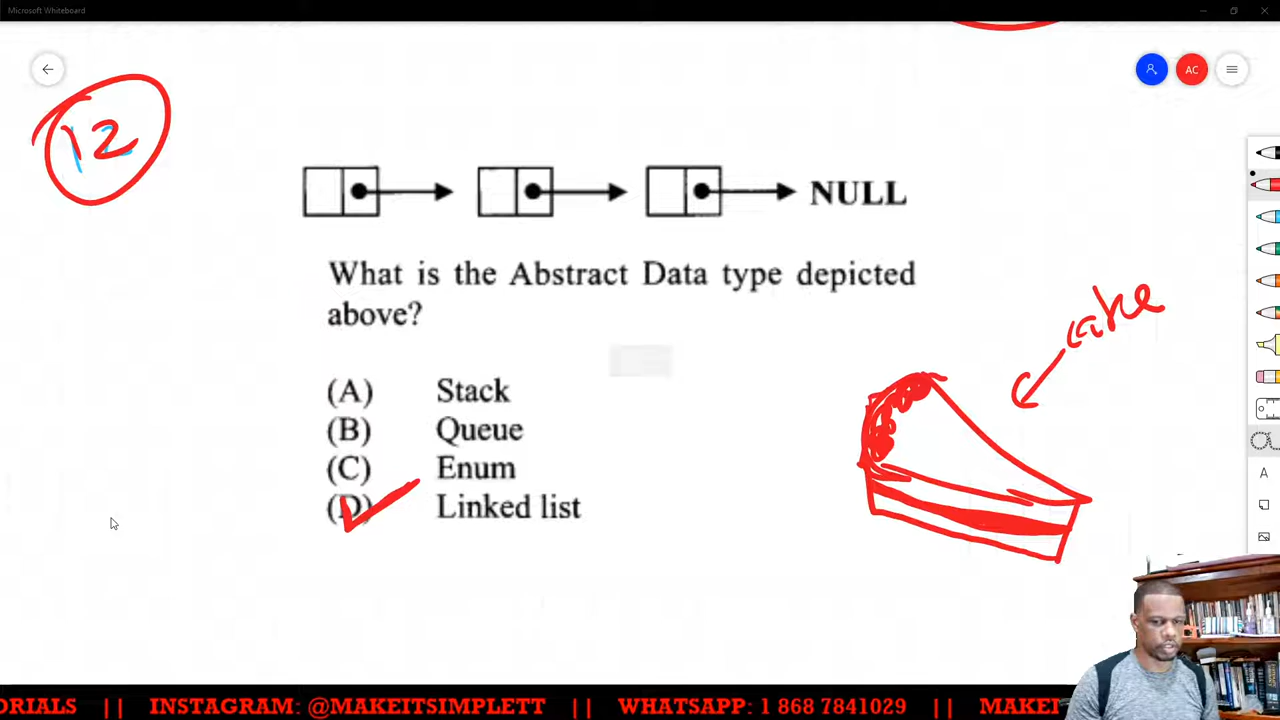 Microsoft Whiteboard
AC
12
NULL
What is the Abstract Data type depicted
above?
cake
(A) Stack
(B) Queue
(C) Enum
(D) Linked list
A
ORIALS || INSTAGRAM: @MAKEITSIMPLETT || WHATSAPP: 1 868 7841029 || MAKEI